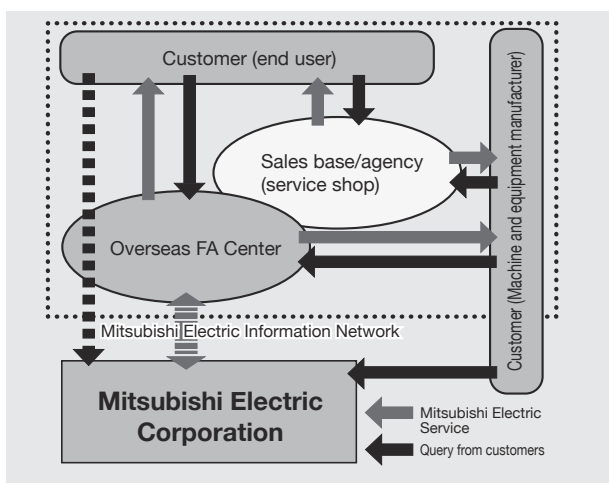 Customer (end user)
Sales base/agency
(service shop)
Customer (Machine and equipment manufacturer)
Overseas FA Center
Mitsubishi Electric Information Network
Mitsubishi Electric
Corporation
Mitsubishi Electric
Service
Query from customers